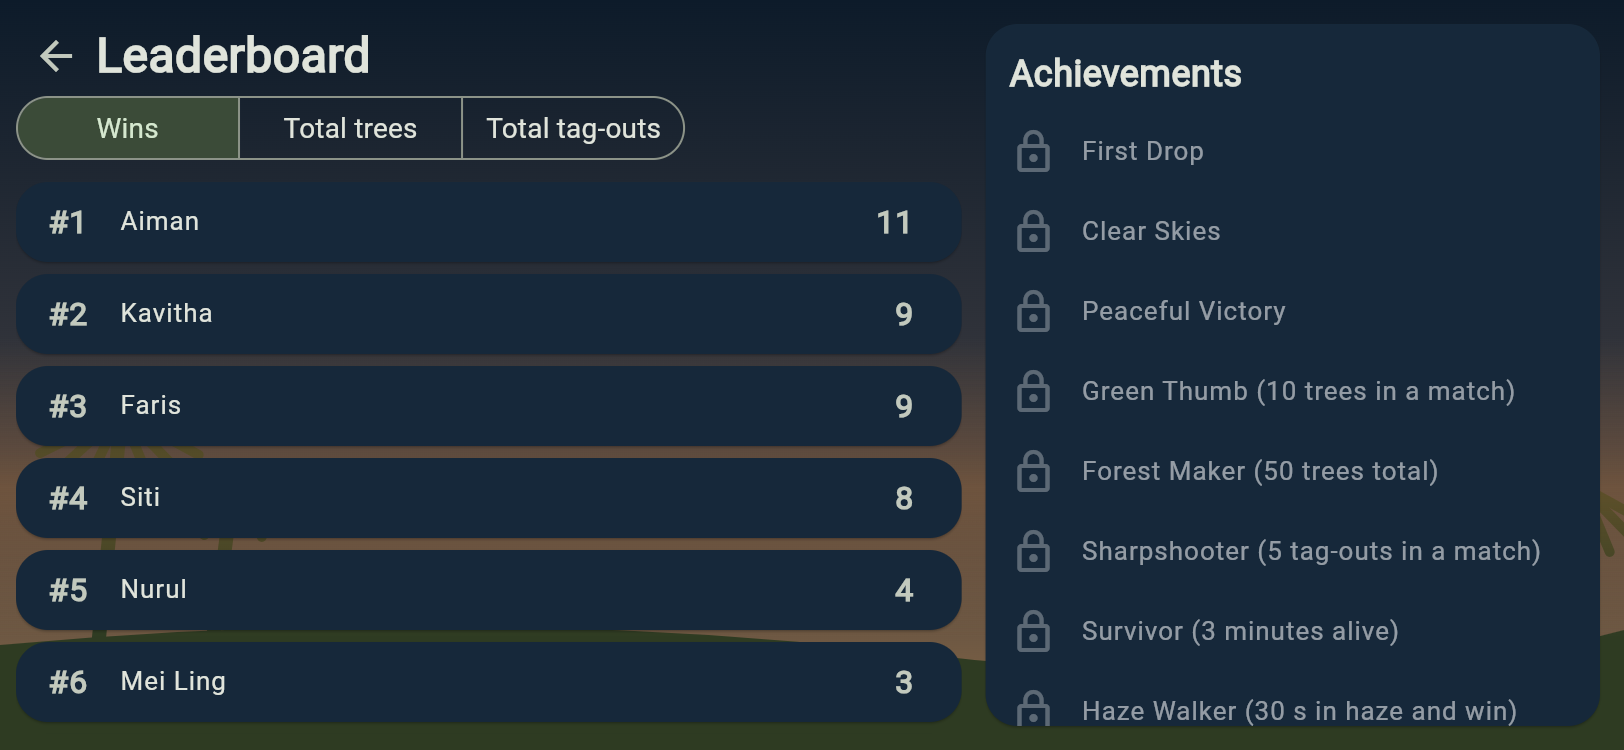 Leaderboard
Wins
Total trees
Total tag-outs
#1 Aiman 11
#2 Kavitha 9
#3 Faris 9
#4 Siti 8
#5 Nurul 4
#6 Mei Ling 3
Achievements
First Drop
Clear Skies
Peaceful Victory
Green Thumb (10 trees in a match)
Forest Maker (50 trees total)
Sharpshooter (5 tag-outs in a match)
Survivor (3 minutes alive)
Haze Walker (30 s in haze and win)